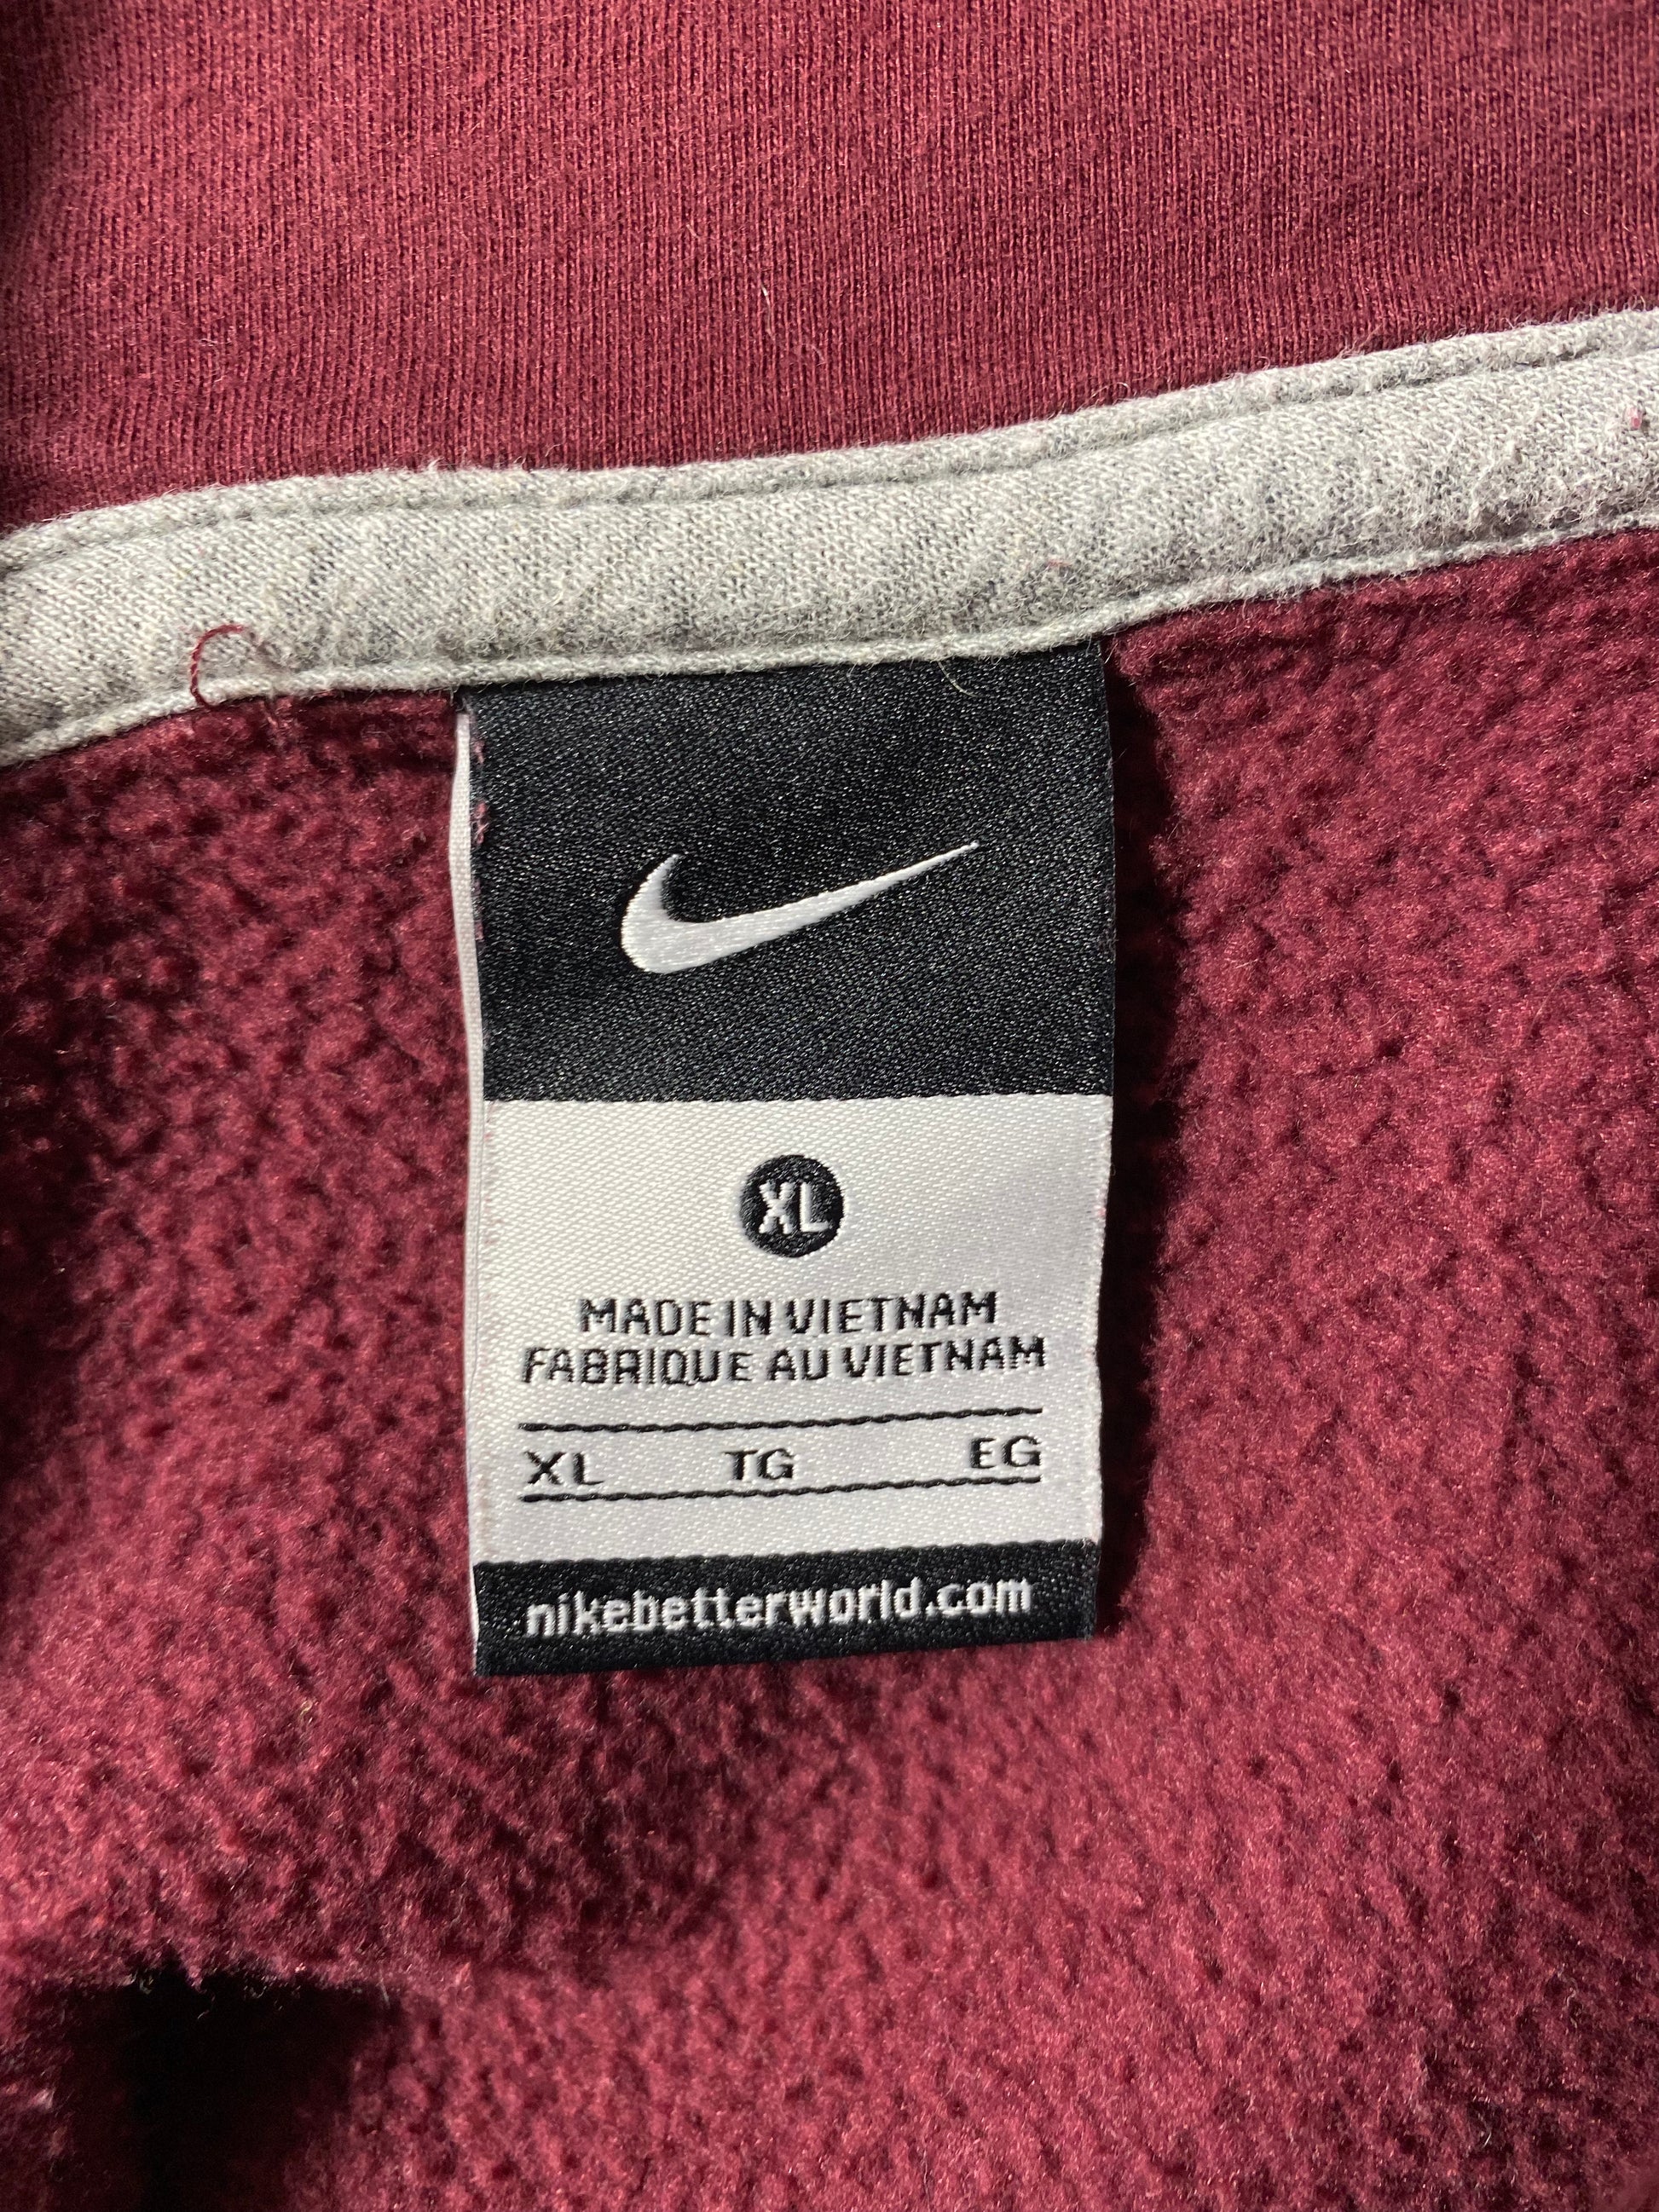 XL
MADE IN VIETNAM
FABRIQUE AU VIETNAM
XL TG EG
nikebetterworld.com